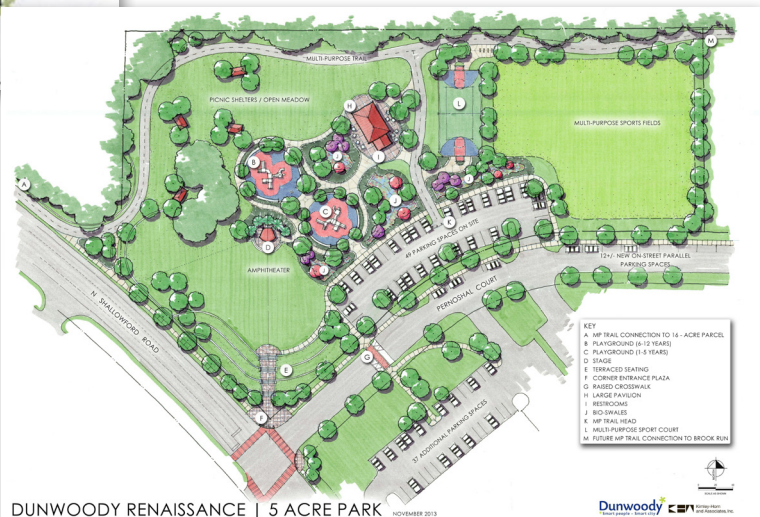 M
MULTI-PURPOSE TRAIL
PICNIC SHELTERS / OPEN MEADOW
H
L
MULTI-PURPOSE SPORTS FIELDS
B
J
I
A
J
J
C
K
49 PARKING SPACES ON SITE
D
AMPHITHEATER
J
12+/- NEW ON-STREET PARALLEL
PARKING SPACES
PERNOSHAL COURT
N SHALLOWFORD ROAD
G
E
F
37 ADDITIONAL PARKING SPACES
KEY
A MP TRAIL CONNECTION TO 16 - ACRE PARCEL
B PLAYGROUND (6-12 YEARS)
C PLAYGROUND (1-5 YEARS)
D STAGE
E TERRACED SEATING
F CORNER ENTRANCE PLAZA
G RAISED CROSSWALK
H LARGE PAVILION
I RESTROOMS
J BIO-SWALES
K MP TRAIL HEAD
L MULTI-PURPOSE SPORT COURT
M FUTURE MP TRAIL CONNECTION TO BROOK RUN
DUNWOODY RENAISSANCE | 5 ACRE PARK
NOVEMBER 2013
Dunwoody
Smart people - Smart city
Kimley-Horn
and Associates, Inc.